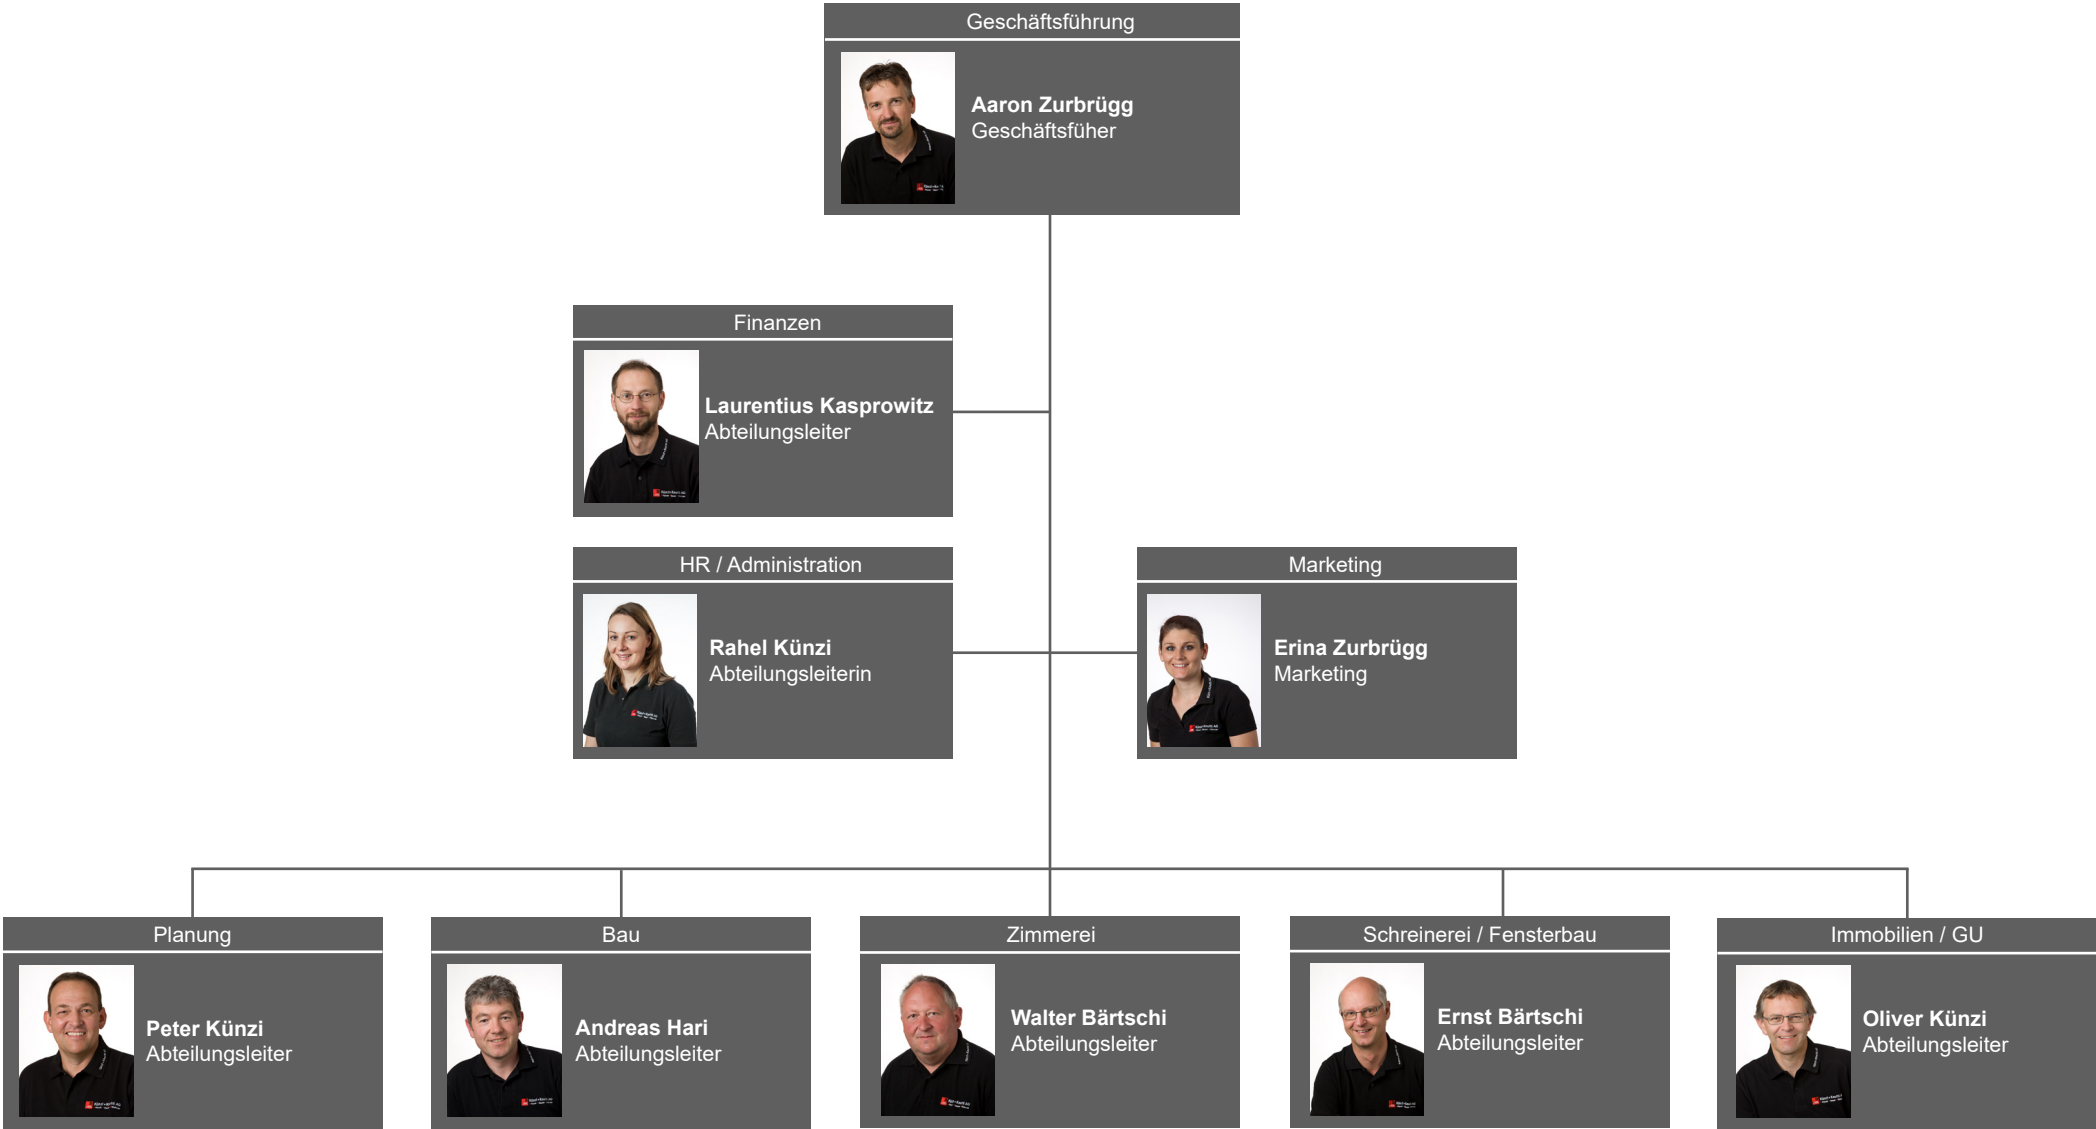 Geschäftsführung
Aaron Zurbrügg
Geschäftsfüher
Finanzen
Laurentius Kasprowitz
Abteilungsleiter
HR / Administration
Rahel Künzi
Abteilungsleiterin
Marketing
Erina Zurbrügg
Marketing
Planung
Peter Künzi
Abteilungsleiter
Bau
Andreas Hari
Abteilungsleiter
Zimmerei
Walter Bärtschi
Abteilungsleiter
Schreinerei / Fensterbau
Ernst Bärtschi
Abteilungsleiter
Immobilien / GU
Oliver Künzi
Abteilungsleiter